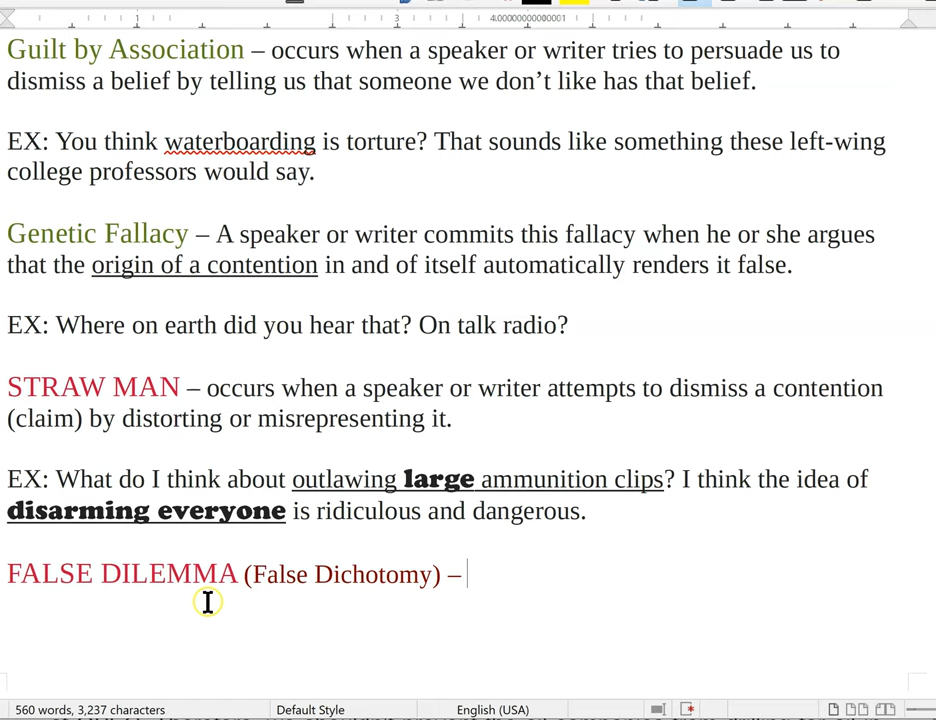 3 4.00000000000001
Guilt by Association – occurs when a speaker or writer tries to persuade us to
dismiss a belief by telling us that someone we don’t like has that belief.
EX: You think waterboarding is torture? That sounds like something these left-wing
college professors would say.
Genetic Fallacy – A speaker or writer commits this fallacy when he or she argues
that the origin of a contention in and of itself automatically renders it false.
EX: Where on earth did you hear that? On talk radio?
STRAW MAN – occurs when a speaker or writer attempts to dismiss a contention
(claim) by distorting or misrepresenting it.
EX: What do I think about outlawing large ammunition clips? I think the idea of
disarming everyone is ridiculous and dangerous.
FALSE DILEMMA (False Dichotomy) –
560 words, 3,237 characters Default Style English (USA)